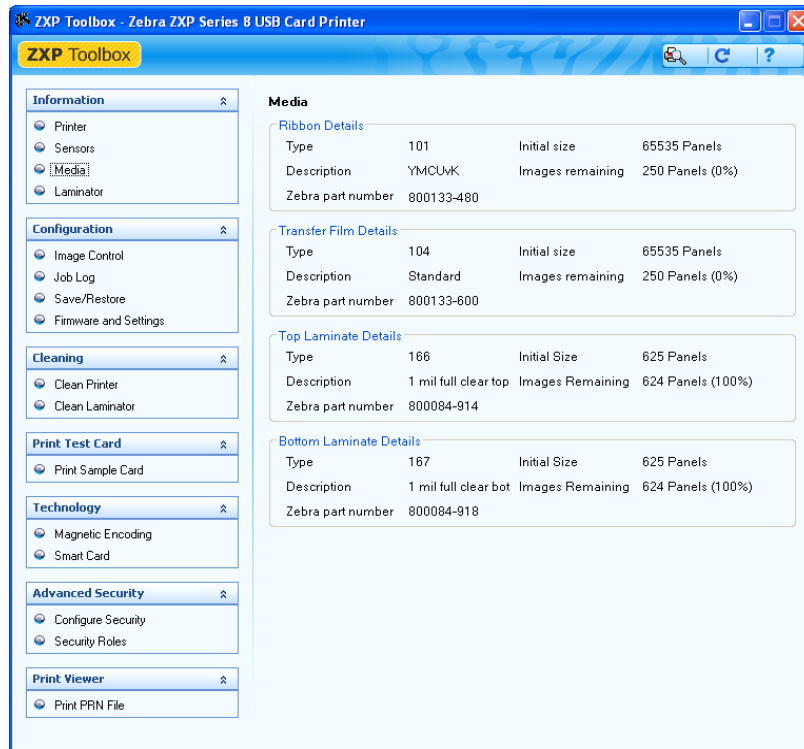 ZXP Toolbox - Zebra ZXP Series 8 USB Card Printer
ZXP Toolbox
?
Information
Printer
Sensors
Media
Laminator
Configuration
Image Control
Job Log
Save/Restore
Firmware and Settings
Cleaning
Clean Printer
Clean Laminator
Print Test Card
Print Sample Card
Technology
Magnetic Encoding
Smart Card
Advanced Security
Configure Security
Security Roles
Print Viewer
Print PRN File
Media
Ribbon Details
Type 101 Initial size 65535 Panels
Description YMCUvK Images remaining 250 Panels (0%)
Zebra part number 800133-480
Transfer Film Details
Type 104 Initial size 65535 Panels
Description Standard Images remaining 250 Panels (0%)
Zebra part number 800133-600
Top Laminate Details
Type 166 Initial Size 625 Panels
Description 1 mil full clear top Images Remaining 624 Panels (100%)
Zebra part number 800084-914
Bottom Laminate Details
Type 167 Initial Size 625 Panels
Description 1 mil full clear bot Images Remaining 624 Panels (100%)
Zebra part number 800084-918